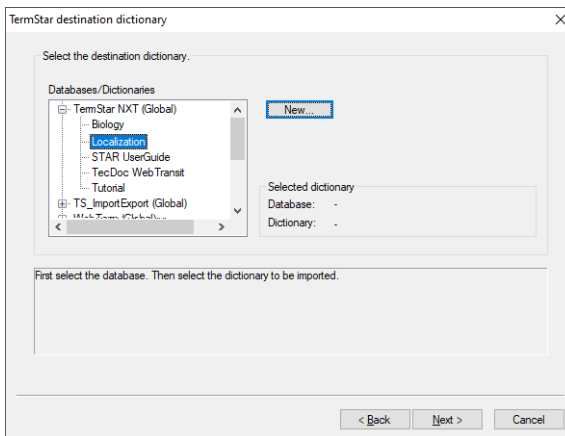 TermStar destination dictionary
Select the destination dictionary.
Databases/Dictionaries
TermStar NXT (Global)
Biology
Localization
STAR UserGuide
TecDoc WebTransit
Tutorial
TS_ImportExport (Global)
WebTerm (Global)
New...
Selected dictionary
Database: -
Dictionary: -
First select the database. Then select the dictionary to be imported.
< Back
Next >
Cancel